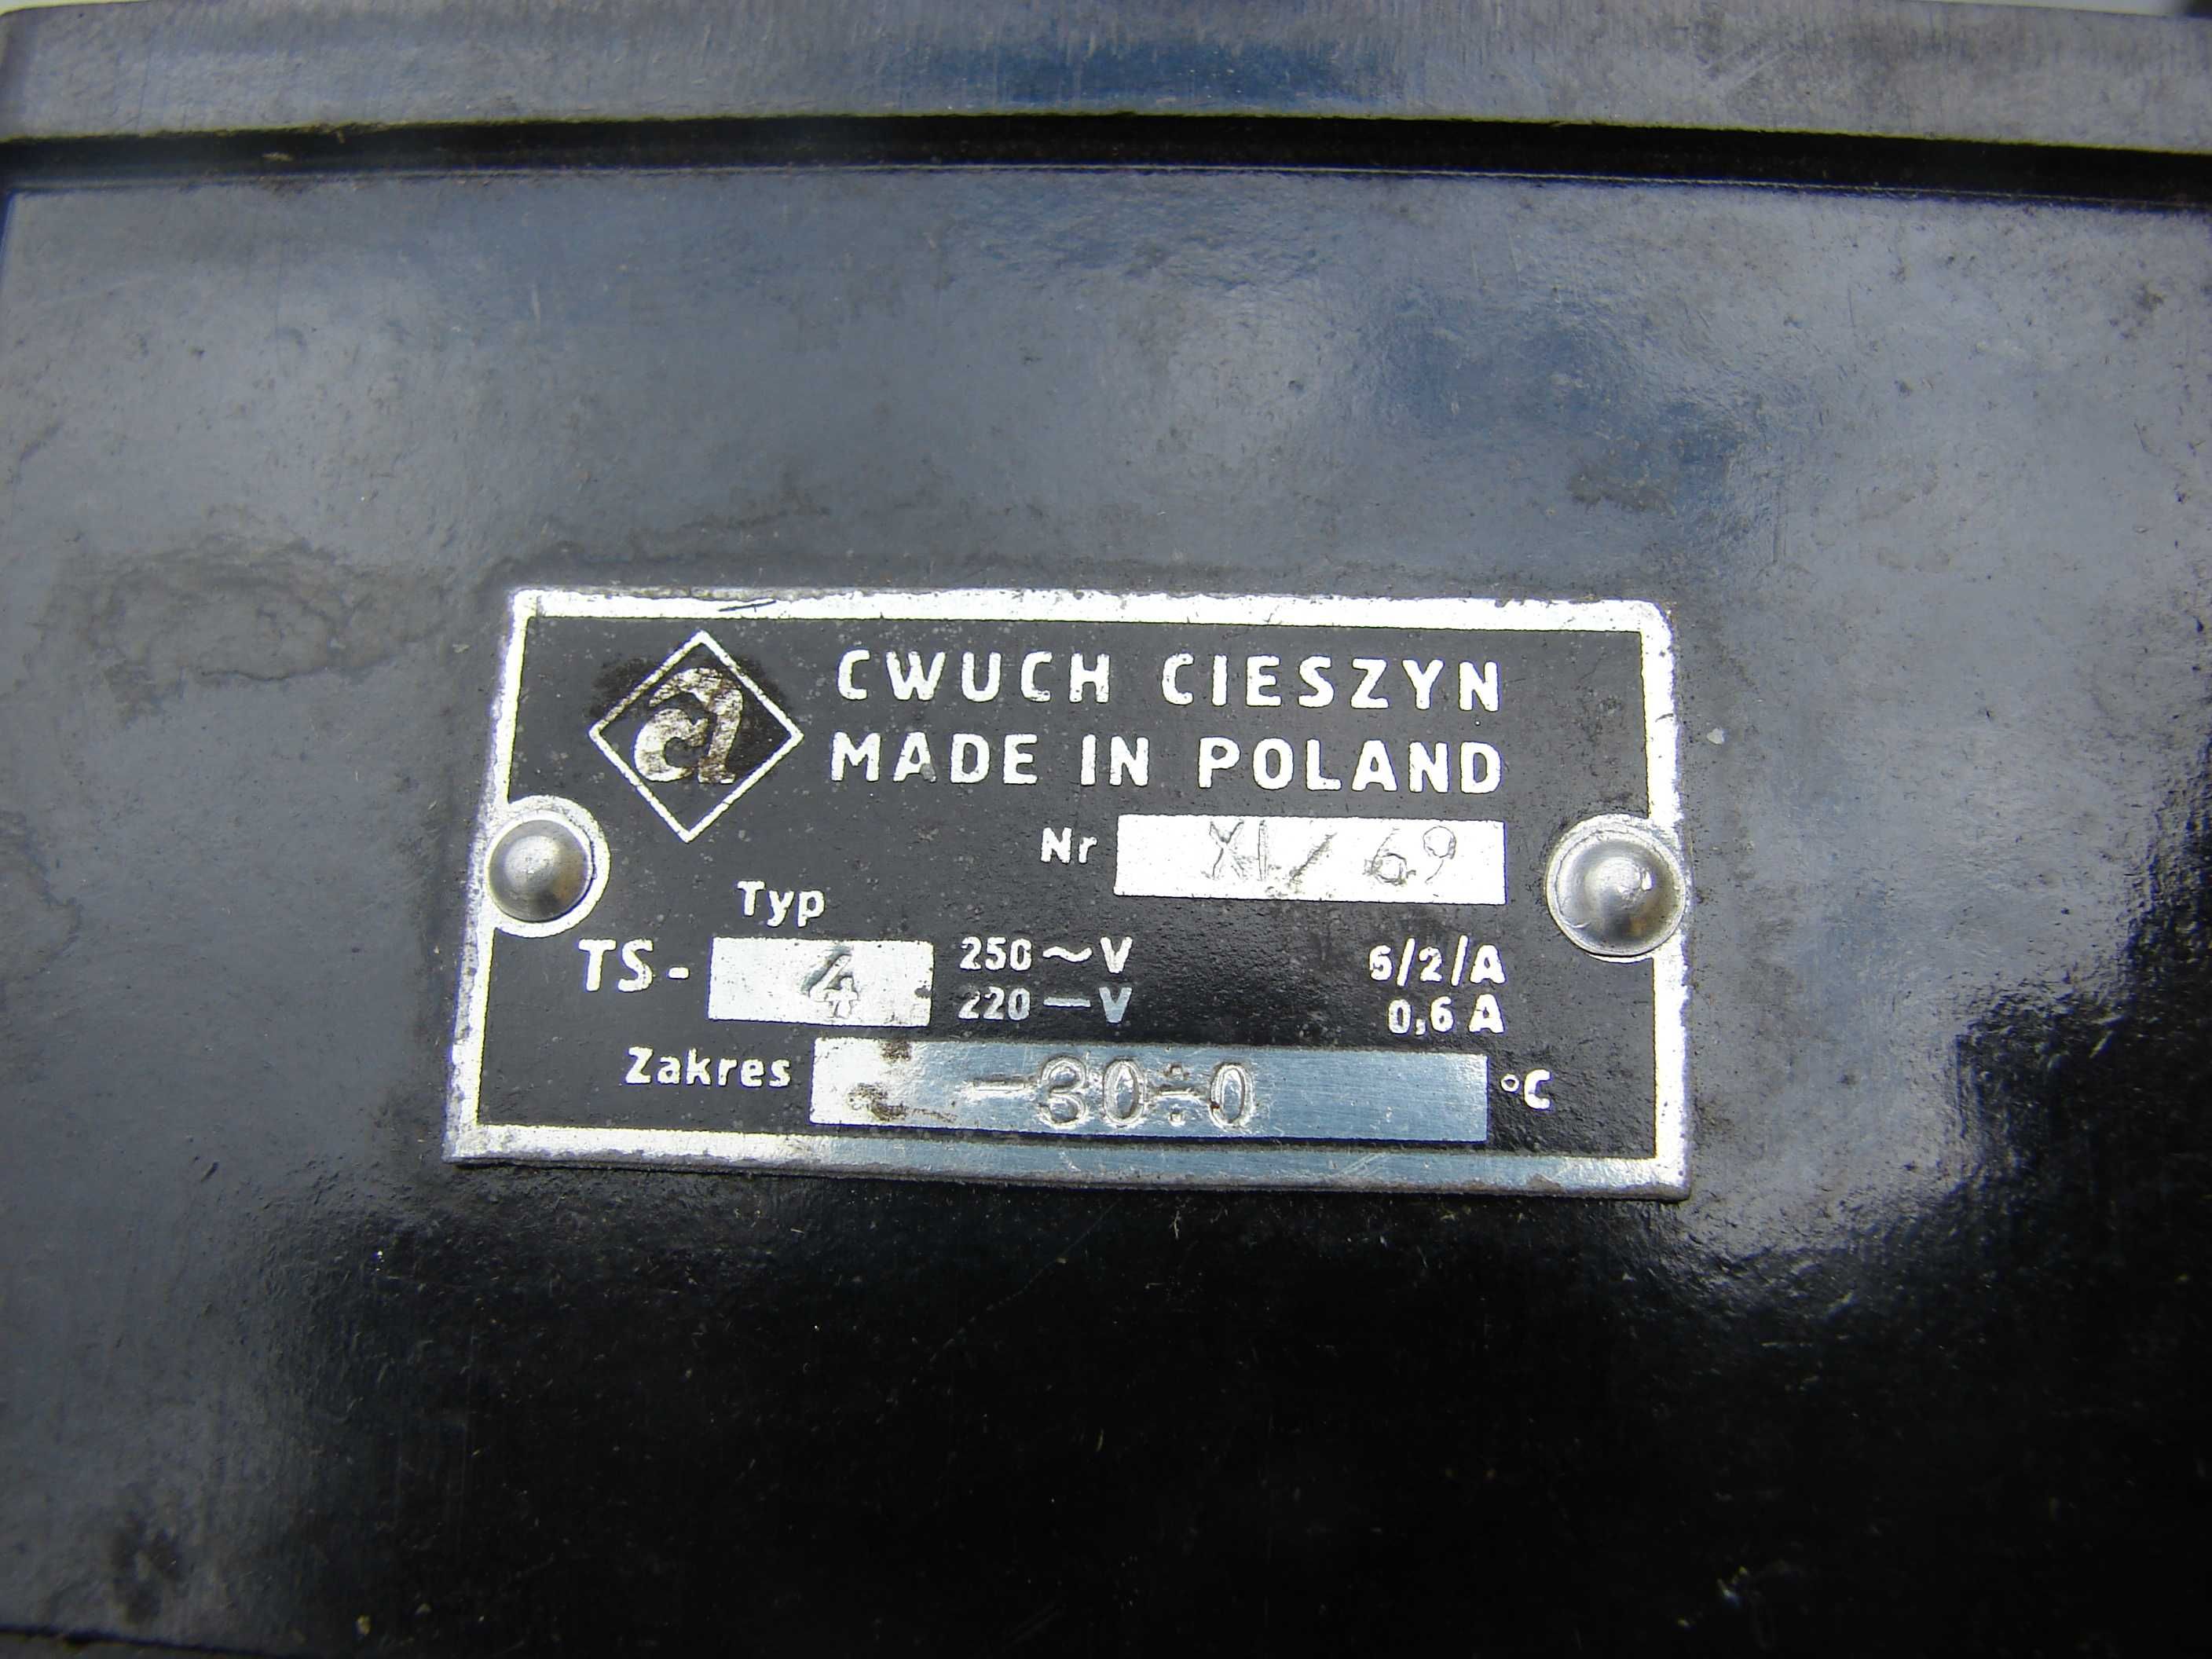 CWUCH CIESZYN
MADE IN POLAND
Nr XI/69
Typ
TS- 4 250~V 6/2/A
220—V 0,6 A
Zakres -30÷0 °C